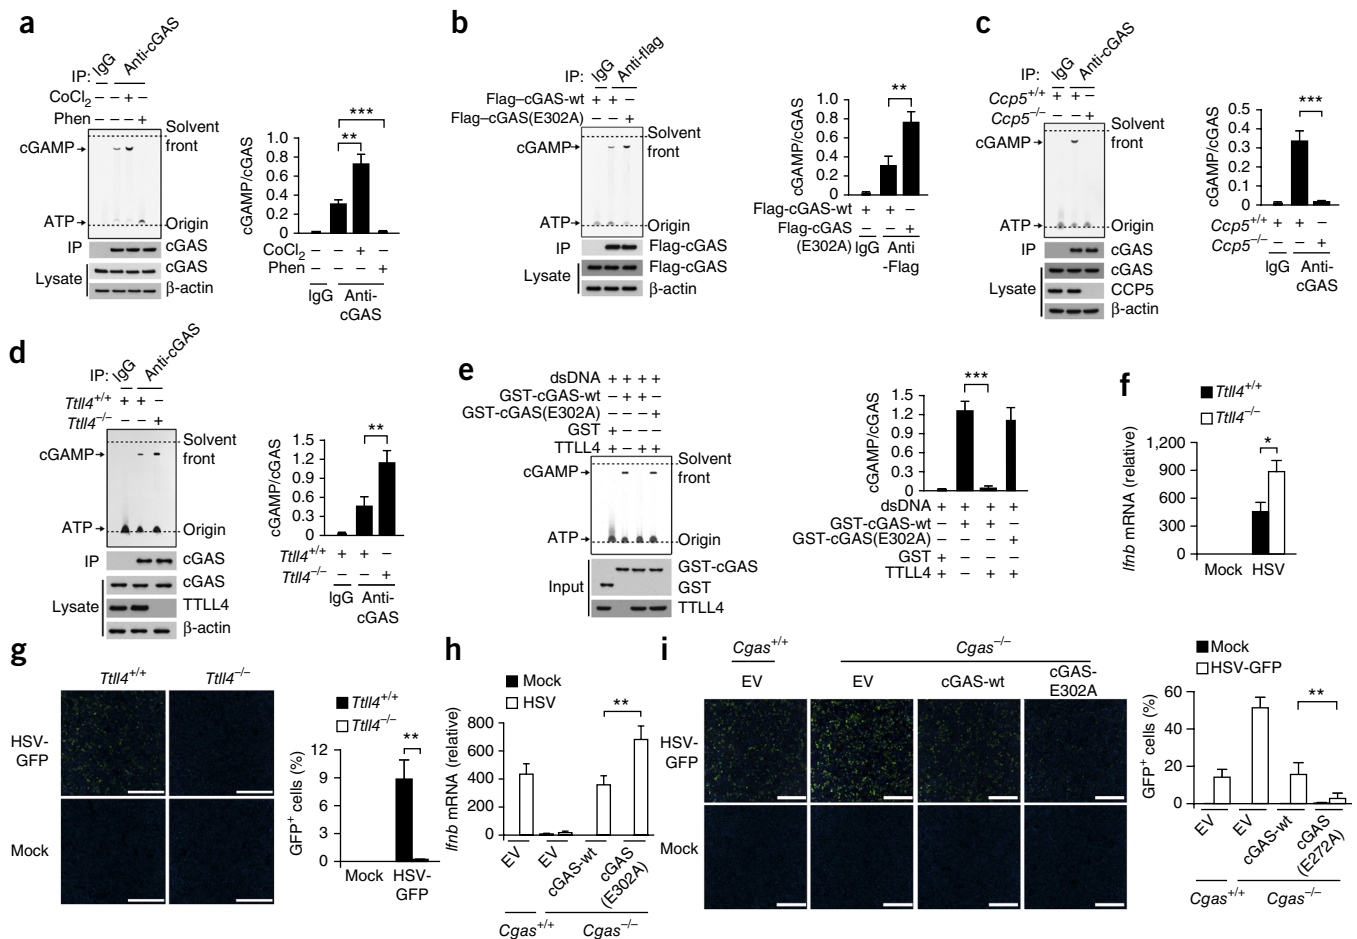 a
IP:
IgG
Anti-cGAS
CoCl2 – – + –
Phen – – – +
Solvent front
cGAMP
ATP
Origin
IP cGAS
Lysate cGAS
β-actin
cGAMP/cGAS
1.0
0.8
0.6
0.4
0.2
0
***
**
CoCl2 – – + –
Phen – – – +
IgG Anti-cGAS
b
IP:
IgG
Anti-flag
Flag–cGAS-wt + + –
Flag–cGAS(E302A) – – +
Solvent front
cGAMP
ATP
Origin
IP Flag-cGAS
Lysate Flag-cGAS
β-actin
cGAMP/cGAS
1.0
0.8
0.6
0.4
0.2
0
**
Flag-cGAS-wt + + –
Flag-cGAS (E302A) – – +
IgG Anti -Flag
c
IP:
IgG
Anti-cGAS
Ccp5+/+ + + –
Ccp5–/– – – +
Solvent front
cGAMP
ATP
Origin
IP cGAS
Lysate cGAS
CCP5
β-actin
cGAMP/cGAS
0.5
0.4
0.3
0.2
0.1
0
***
Ccp5+/+ + + –
Ccp5–/– – – +
IgG Anti-cGAS
d
IP:
IgG
Anti-cGAS
Ttll4+/+ + + –
Ttll4–/– – – +
Solvent front
cGAMP
ATP
Origin
IP cGAS
Lysate cGAS
TTLL4
β-actin
cGAMP/cGAS
1.5
1.2
0.9
0.6
0.3
0
**
Ttll4+/+ + + –
Ttll4–/– – – +
IgG Anti-cGAS
e
dsDNA + + + +
GST-cGAS-wt – + + –
GST-cGAS(E302A) – – – +
GST + – – –
TTLL4 + – + +
Solvent front
cGAMP
ATP
Origin
Input GST-cGAS
GST
TTLL4
cGAMP/cGAS
1.5
1.2
0.9
0.6
0.3
0
***
dsDNA + + + +
GST-cGAS-wt – + + –
GST-cGAS(E302A) – – – +
GST + – – –
TTLL4 + – + +
f
Ttll4+/+
Ttll4–/–
Ifnb mRNA (relative)
1,200
900
600
300
0
*
Mock HSV
g
Ttll4+/+ Ttll4–/–
HSV-GFP
Mock
Ttll4+/+
Ttll4–/–
GFP+ cells (%)
12
9
6
3
0
**
Mock HSV-GFP
h
Mock
HSV
Ifnb mRNA (relative)
800
600
400
200
0
**
EV EV cGAS-wt cGAS (E302A)
Cgas+/+ Cgas–/–
i
Cgas+/+ Cgas–/–
EV EV cGAS-wt cGAS-E302A
HSV-GFP
Mock
Mock
HSV-GFP
GFP+ cells (%)
60
40
20
0
**
EV EV cGAS-wt cGAS (E272A)
Cgas+/+ Cgas–/–